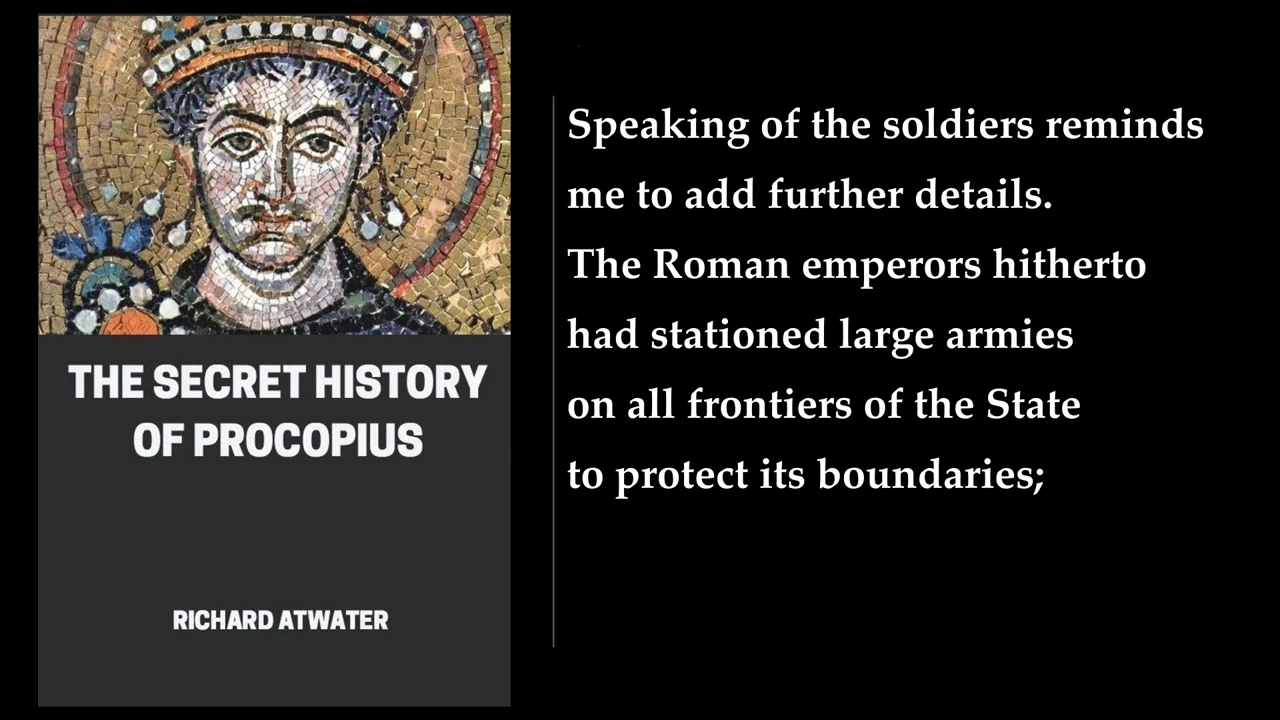 THE SECRET HISTORY
OF PROCOPIUS
RICHARD ATWATER
Speaking of the soldiers reminds
me to add further details.
The Roman emperors hitherto
had stationed large armies
on all frontiers of the State
to protect its boundaries;